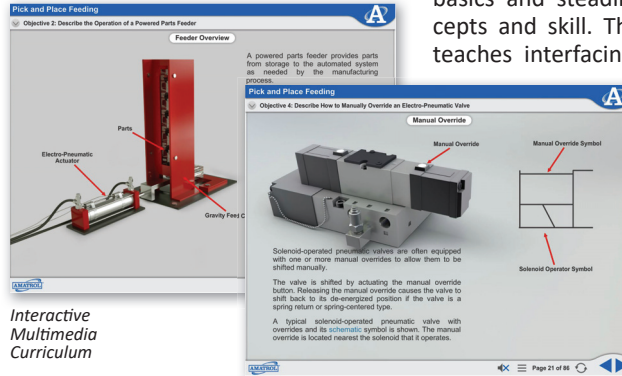 basics and steadil
cepts and skill. Th
teaches interfacin
Pick and Place Feeding
Objective 2: Describe the Operation of a Powered Parts Feeder
Feeder Overview
A powered parts feeder provides parts
from storage to the automated system
as needed by the manufacturing
process.
Parts
Electro-Pneumatic
Actuator
Gravity Feed
AMATROL
Pick and Place Feeding
Objective 4: Describe How to Manually Override an Electro-Pneumatic Valve
Manual Override
Manual Override
Manual Override Symbol
Solenoid Operator Symbol
Solenoid-operated pneumatic valves are often equipped
with one or more manual overrides to allow them to be
shifted manually.
The valve is shifted by actuating the manual override
button. Releasing the manual override causes the valve to
shift back to its de-energized position if the valve is a
spring return or spring-centered type.
A typical solenoid-operated pneumatic valve with
overrides and its schematic symbol is shown. The manual
override is located nearest the solenoid that it operates.
AMATROL
Page 21 of 86
Interactive
Multimedia
Curriculum